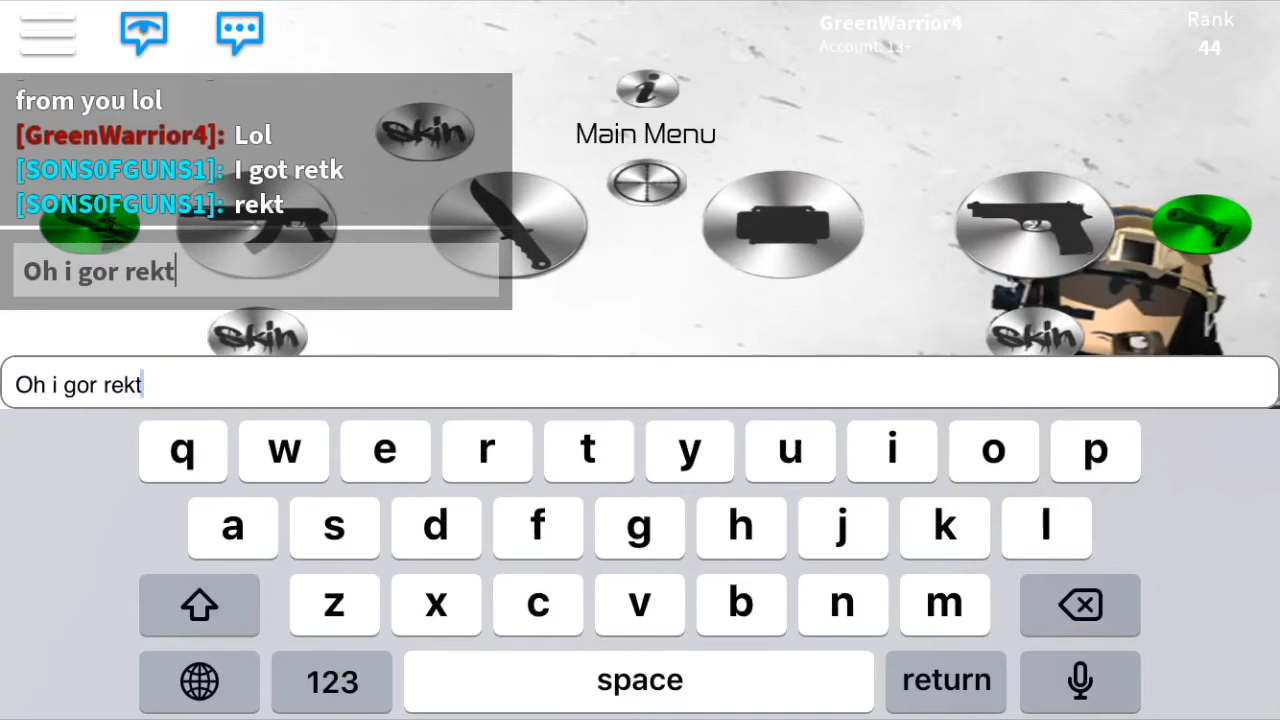 GreenWarrior4
Account: 13+
Rank
44
from you lol
[GreenWarrior4]: Lol
[SONS0FGUNS1]: I got retk
[SONS0FGUNS1]: rekt
Oh i gor rekt
Skin
i
Main Menu
Skin
Skin
Oh i gor rekt
q w e r t y u i o p
a s d f g h j k l
z x c v b n m
123 space return